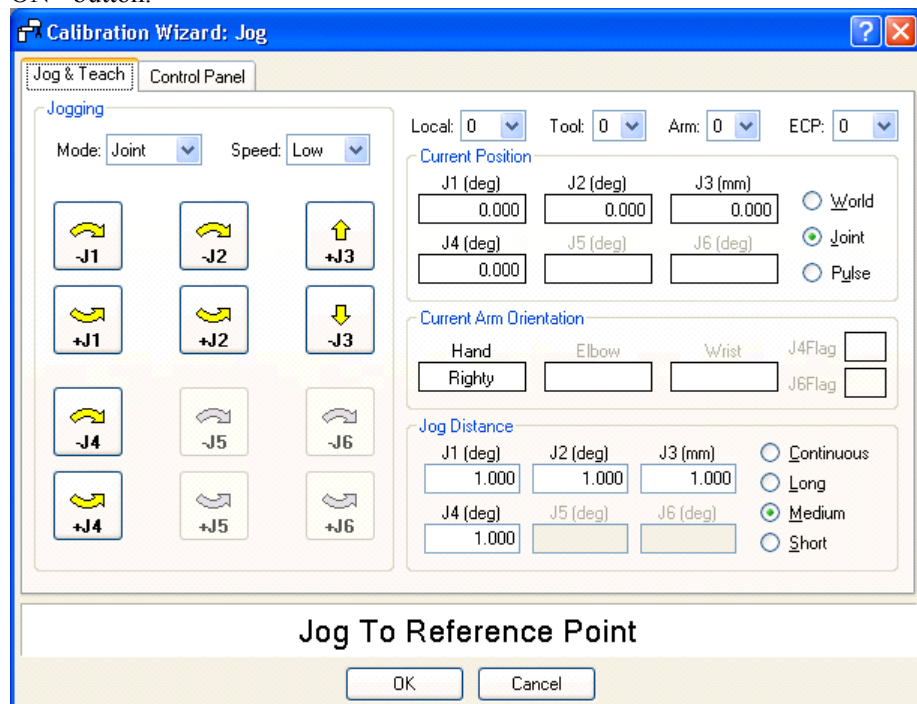 ON" button.
Calibration Wizard: Jog
Jog & Teach Control Panel
Jogging
Mode: Joint Speed: Low
-J1 -J2 +J3
+J1 +J2 -J3
-J4 -J5 -J6
+J4 +J5 +J6
Local: 0 Tool: 0 Arm: 0 ECP: 0
Current Position
J1 (deg) J2 (deg) J3 (mm)
0.000 0.000 0.000
J4 (deg) J5 (deg) J6 (deg)
0.000
World
Joint
Pulse
Current Arm Orientation
Hand Elbow Wrist
Righty
J4Flag
J6Flag
Jog Distance
J1 (deg) J2 (deg) J3 (mm)
1.000 1.000 1.000
J4 (deg) J5 (deg) J6 (deg)
1.000
Continuous
Long
Medium
Short
Jog To Reference Point
OK Cancel